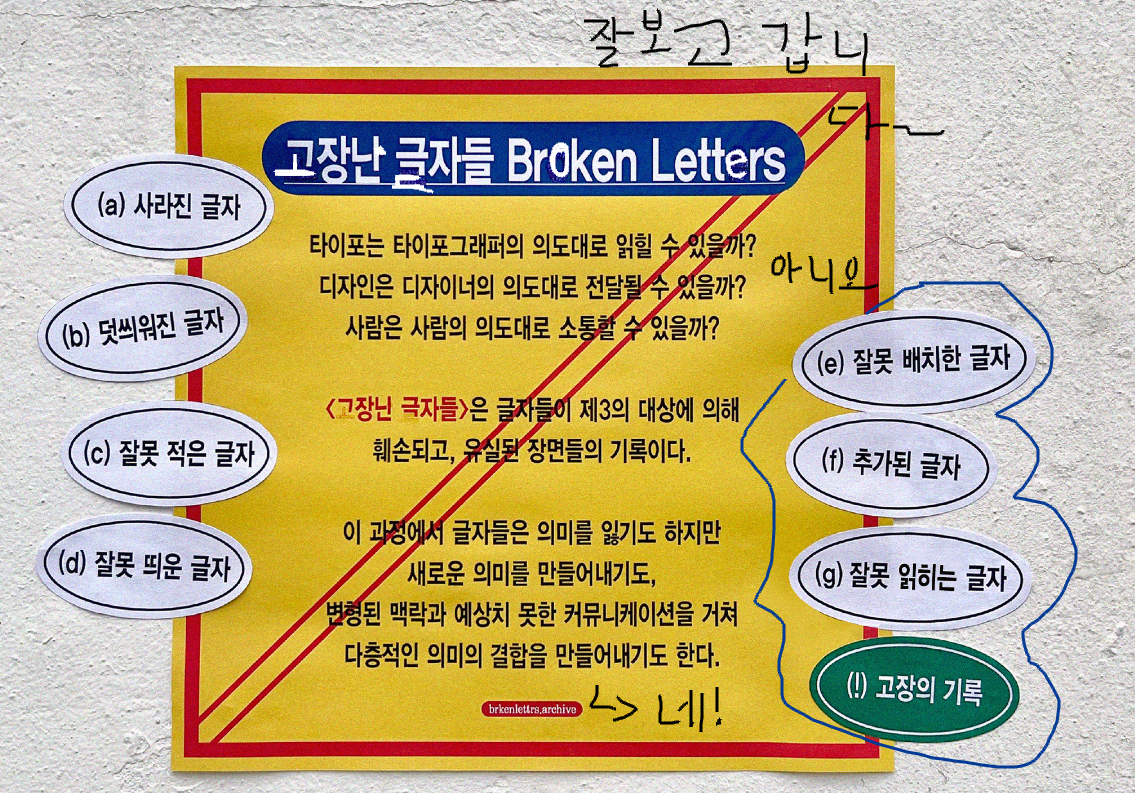 잘보고 갑니
다~
고장난 글자들 Broken Letters
(a) 사라진 글자
(b) 덧씌워진 글자
(c) 잘못 적은 글자
(d) 잘못 띄운 글자
타이포는 타이포그래퍼의 의도대로 읽힐 수 있을까?
디자인은 디자이너의 의도대로 전달될 수 있을까?
사람은 사람의 의도대로 소통할 수 있을까?
아니오
<고장난 극자들>은 글자들이 제3의 대상에 의해
훼손되고, 유실된 장면들의 기록이다.
이 과정에서 글자들은 의미를 잃기도 하지만
새로운 의미를 만들어내기도,
변형된 맥락과 예상치 못한 커뮤니케이션을 거쳐
다층적인 의미의 결합을 만들어내기도 한다.
brkenlettrs.archive
네!
(e) 잘못 배치한 글자
(f) 추가된 글자
(g) 잘못 읽히는 글자
(!) 고장의 기록